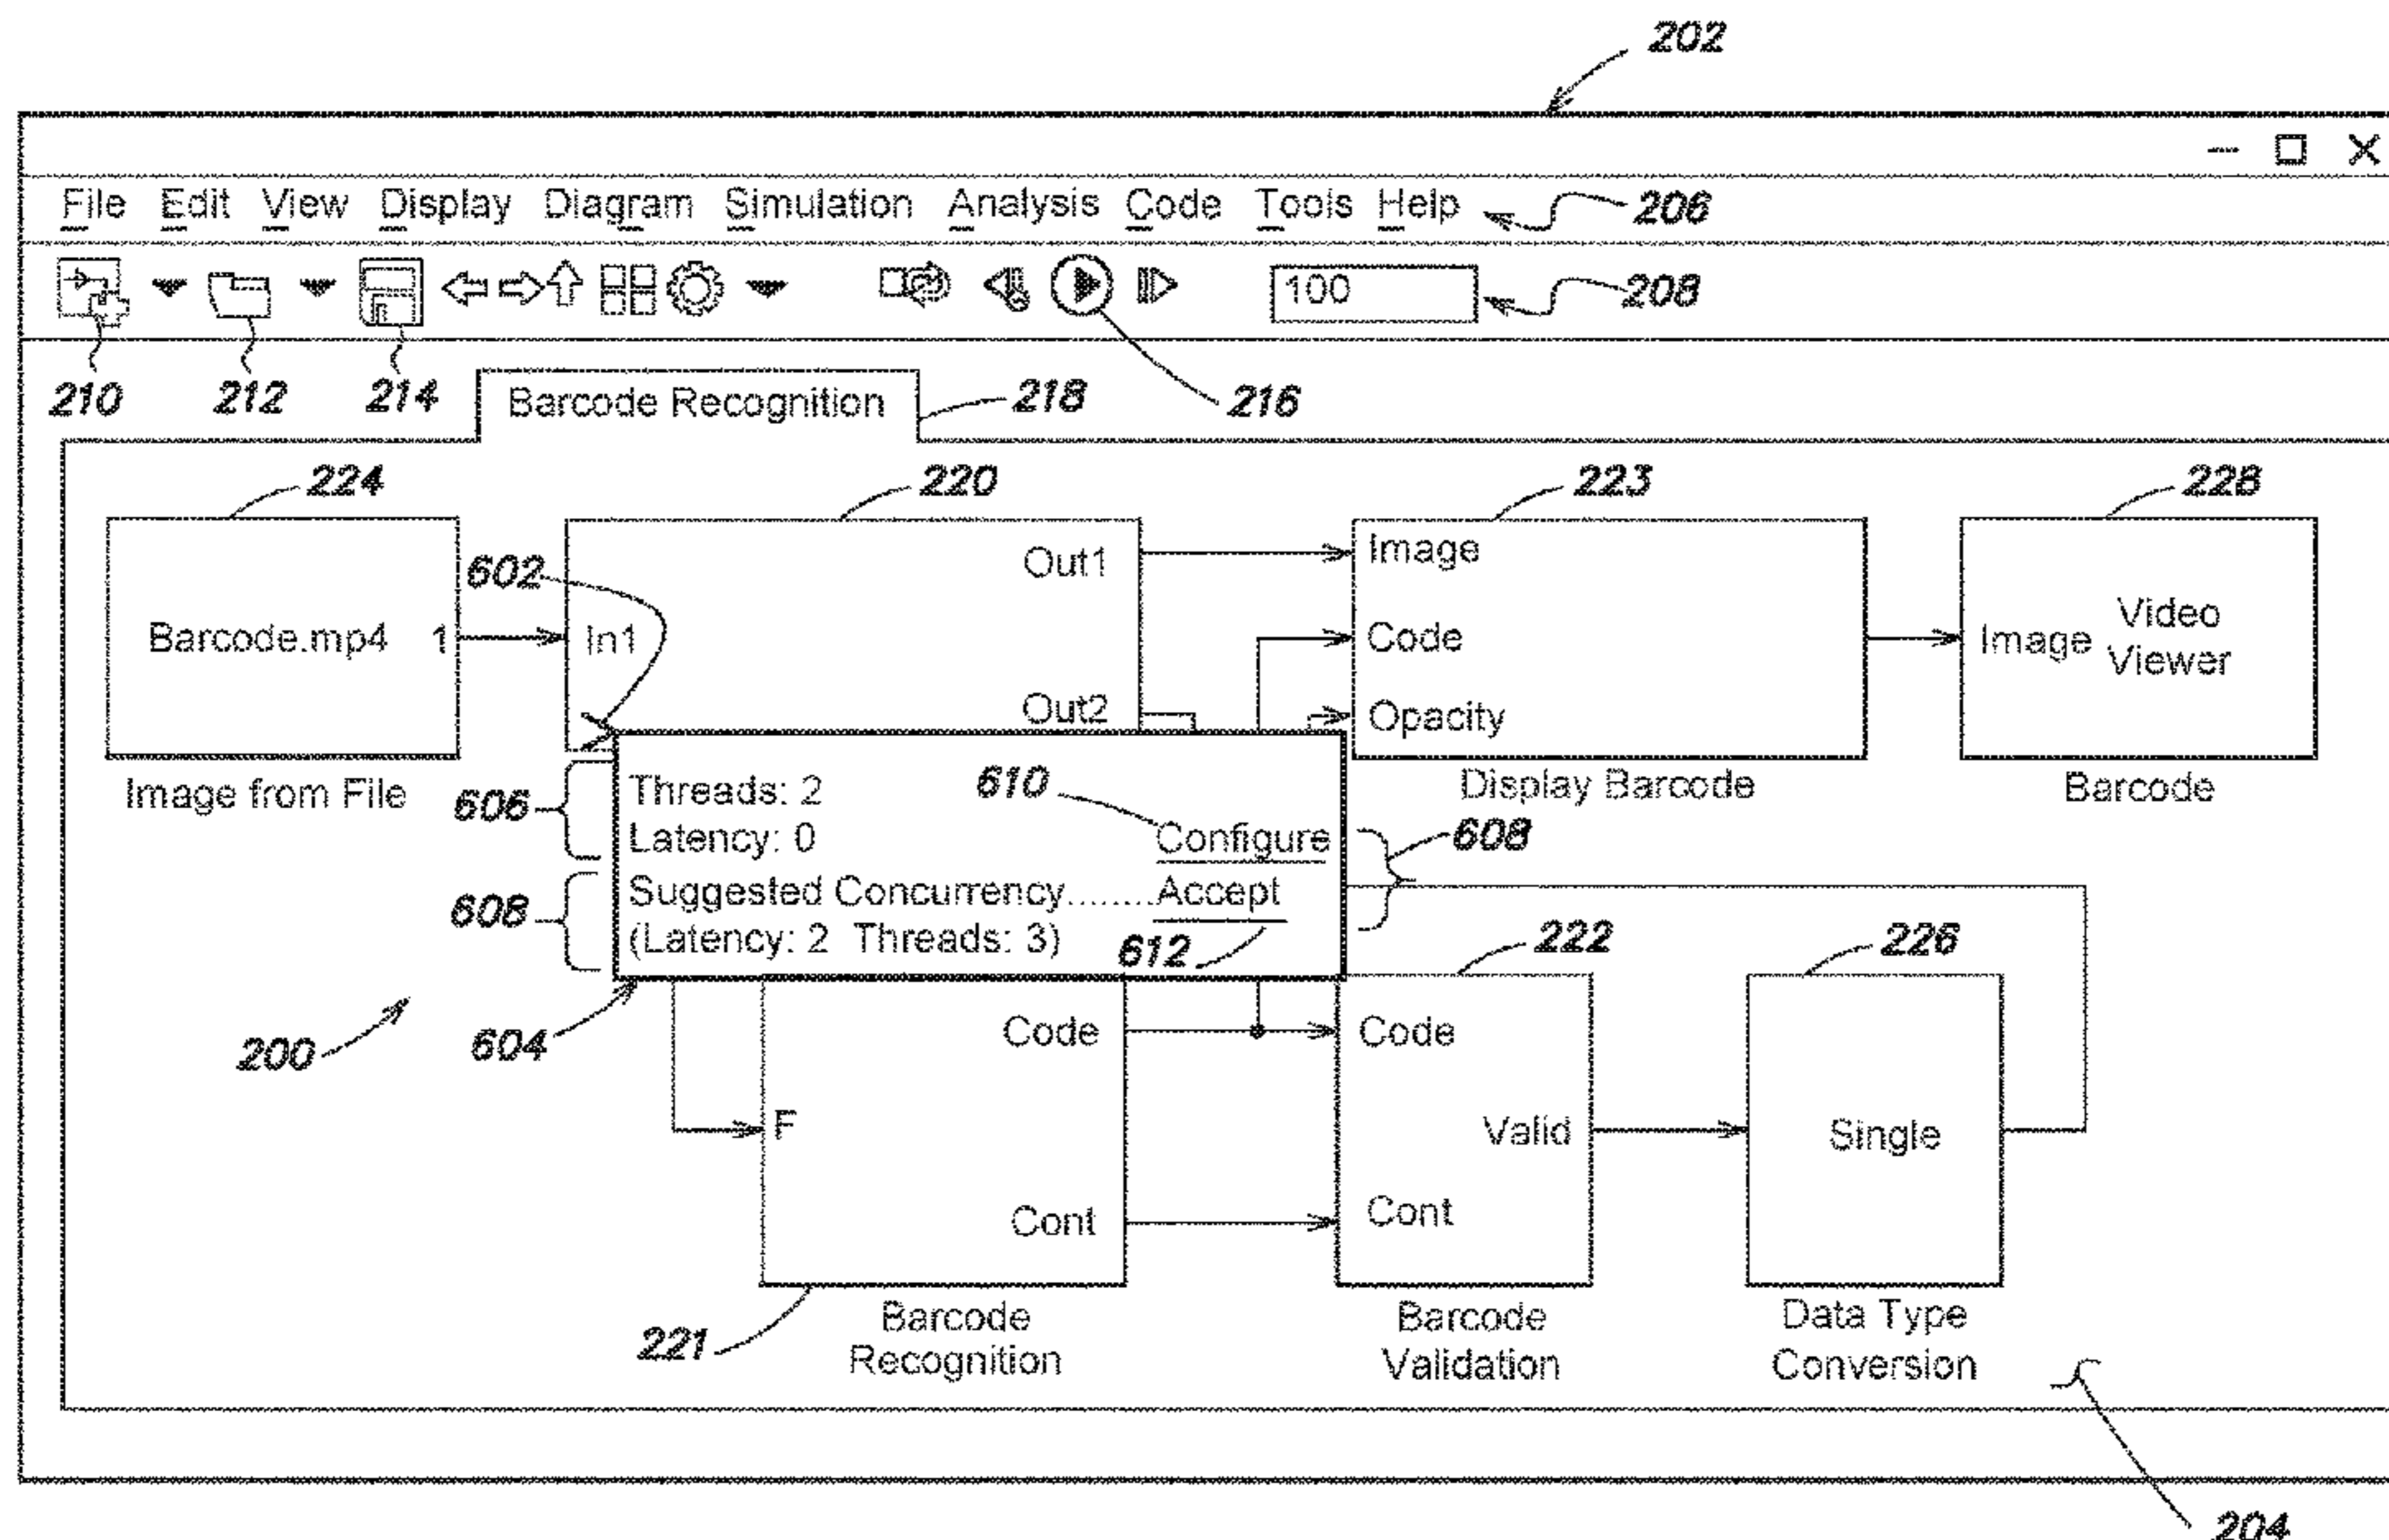 202
File Edit View Display Diagram Simulation Analysis Code Tools Help 206
100 208
210 212 214 Barcode Recognition 218 216
224 220 223 228
Out1 Image
602
Barcode.mp4 1 In1 Code Image Video Viewer
Out2 Opacity
Image from File Display Barcode Barcode
606 Threads: 2 610
Latency: 0 Configure 608
608 Suggested Concurrency........Accept
(Latency: 2 Threads: 3) 612 222 226
200 604 Code Code
F Valid Single
Cont Cont
221 Barcode Recognition Barcode Validation Data Type Conversion
204